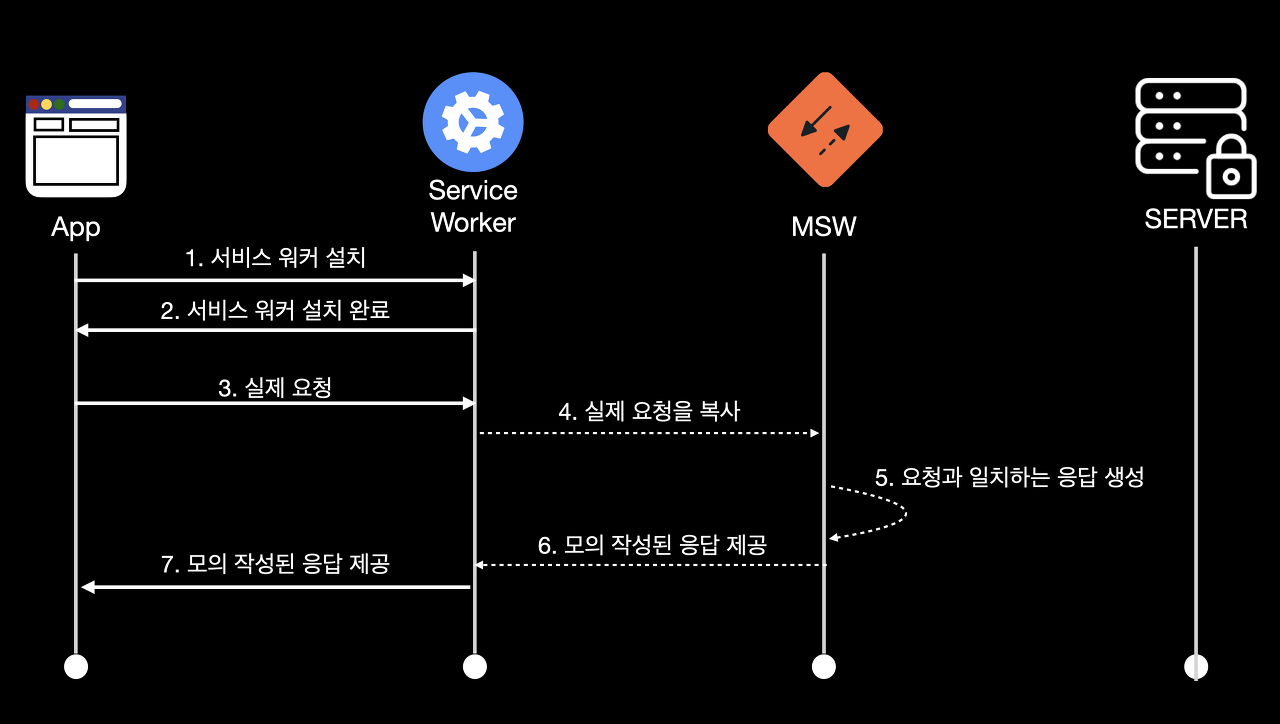 App
Service
Worker
MSW
SERVER
1. 서비스 워커 설치
2. 서비스 워커 설치 완료
3. 실제 요청
4. 실제 요청을 복사
5. 요청과 일치하는 응답 생성
6. 모의 작성된 응답 제공
7. 모의 작성된 응답 제공